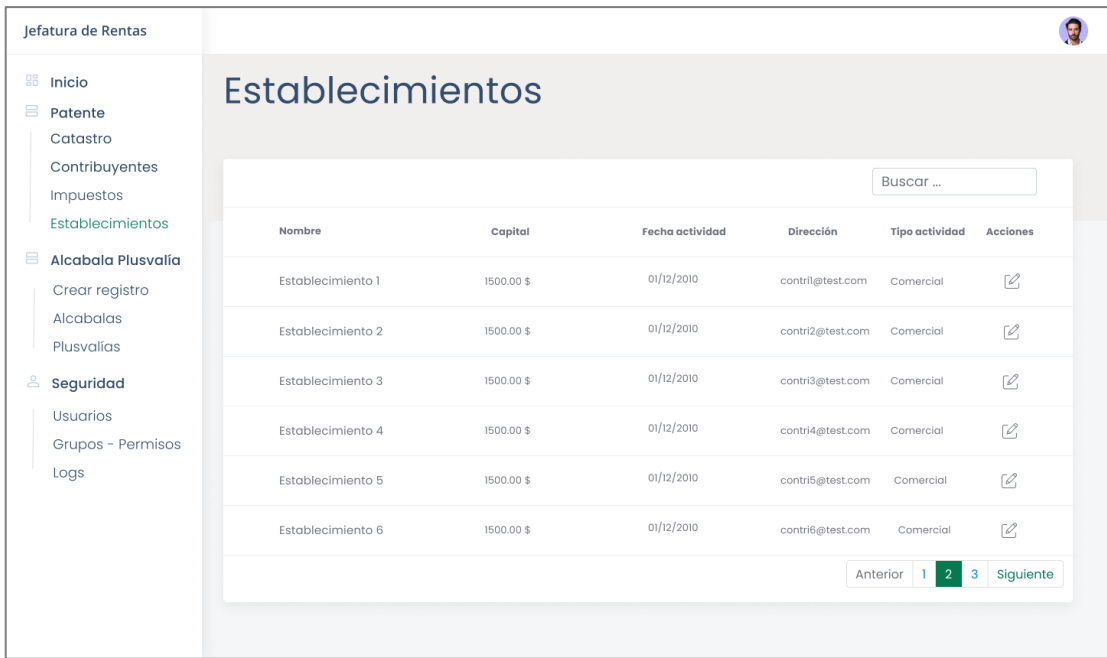 Jefatura de Rentas
Inicio
Patente
Catastro
Contribuyentes
Impuestos
Establecimientos
Alcabala Plusvalía
Crear registro
Alcabalas
Plusvalías
Seguridad
Usuarios
Grupos - Permisos
Logs
Establecimientos
Buscar ...
Nombre Capital Fecha actividad Dirección Tipo actividad Acciones
Establecimiento 1 1500.00 $ 01/12/2010 contri1@test.com Comercial
Establecimiento 2 1500.00 $ 01/12/2010 contri2@test.com Comercial
Establecimiento 3 1500.00 $ 01/12/2010 contri3@test.com Comercial
Establecimiento 4 1500.00 $ 01/12/2010 contri4@test.com Comercial
Establecimiento 5 1500.00 $ 01/12/2010 contri5@test.com Comercial
Establecimiento 6 1500.00 $ 01/12/2010 contri6@test.com Comercial
Anterior 1 2 3 Siguiente